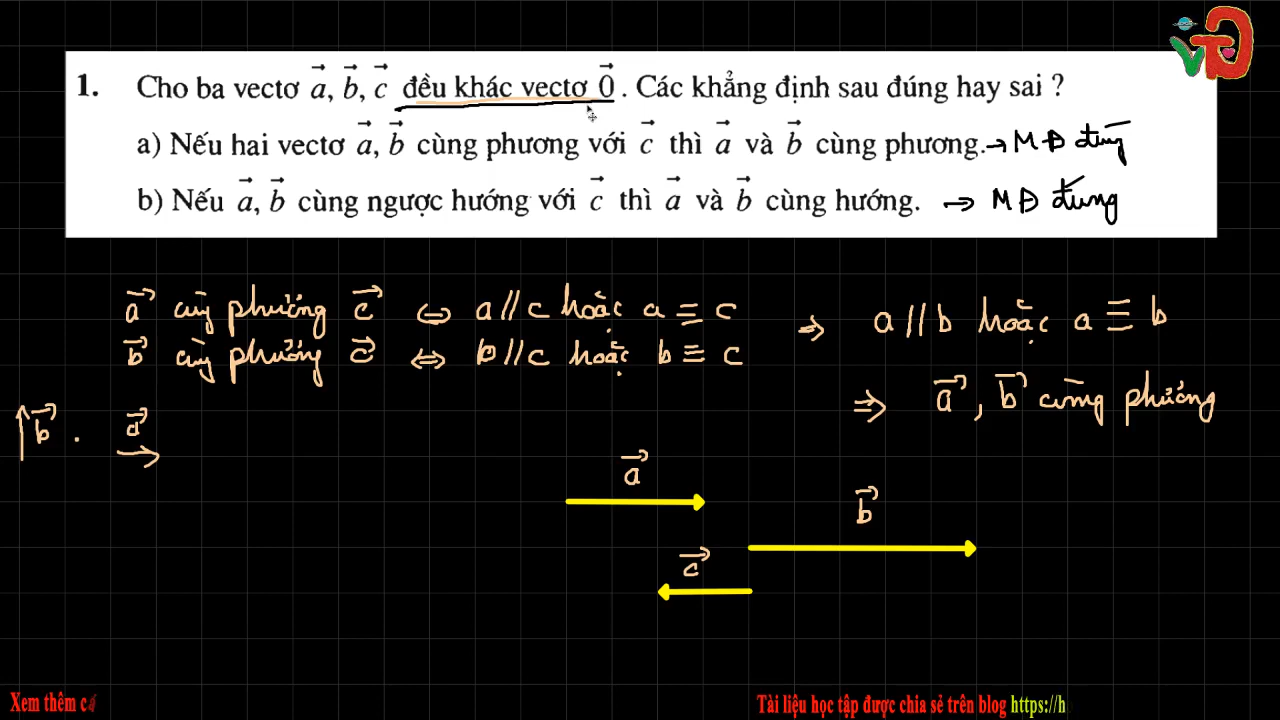 1. Cho ba vectơ a⃗, b⃗, c⃗ đều khác vectơ 0⃗. Các khẳng định sau đúng hay sai ?
a) Nếu hai vectơ a⃗, b⃗ cùng phương với c⃗ thì a⃗ và b⃗ cùng phương. → MĐ đúng
b) Nếu a⃗, b⃗ cùng ngược hướng với c⃗ thì a⃗ và b⃗ cùng hướng. → MĐ đúng
a⃗ cùng phương c⃗ ⇔ a // c hoặc a ≡ c ⇒ a // b hoặc a ≡ b
b⃗ cùng phương c⃗ ⇔ b // c hoặc b ≡ c
⇒ a⃗, b⃗ cùng phương
b⃗ . a⃗
a⃗
b⃗
c⃗
Xem thêm cá
Tài liệu học tập được chia sẻ trên blog https://h